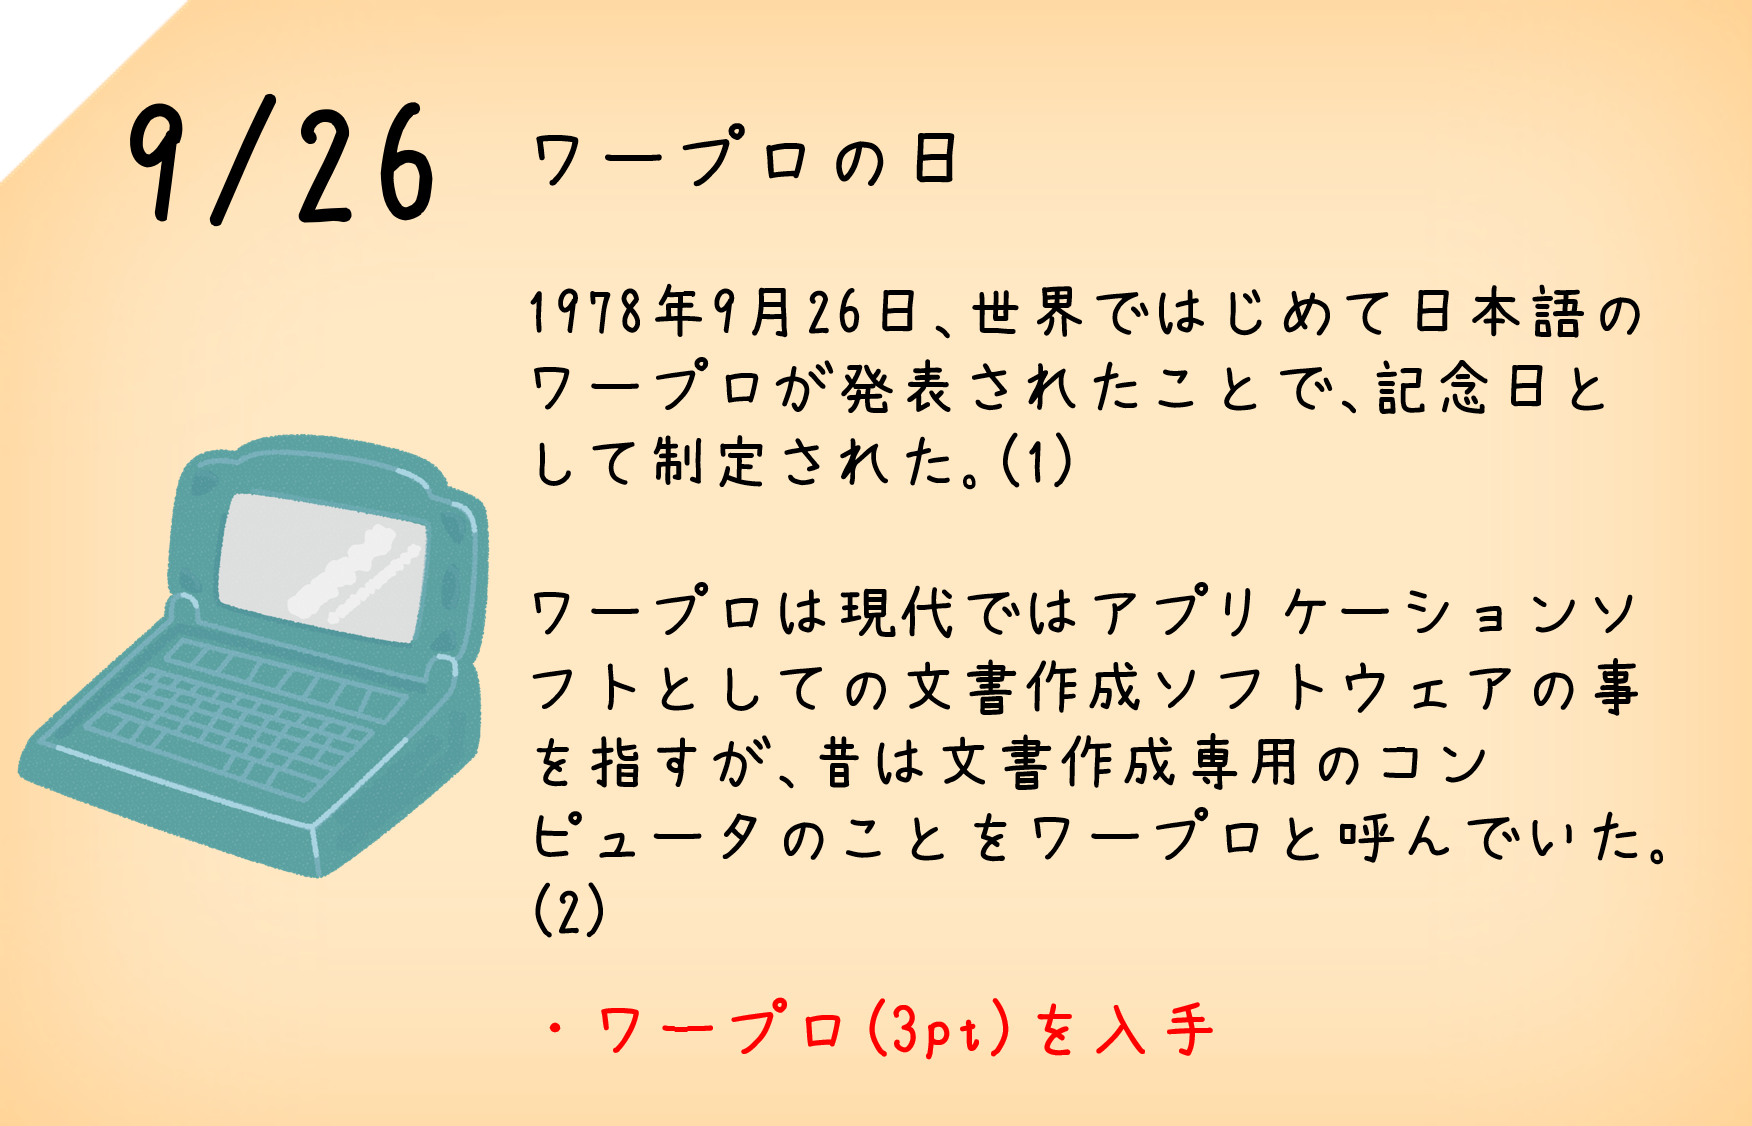 9/26 ワープロの日
1978年9月26日、世界ではじめて日本語の
ワープロが発表されたことで、記念日と
して制定された。(1)
ワープロは現代ではアプリケーションソ
フトとしての文書作成ソフトウェアの事
を指すが、昔は文書作成専用のコン
ピュータのことをワープロと呼んでいた。
(2)
・ワープロ(3pt)を入手